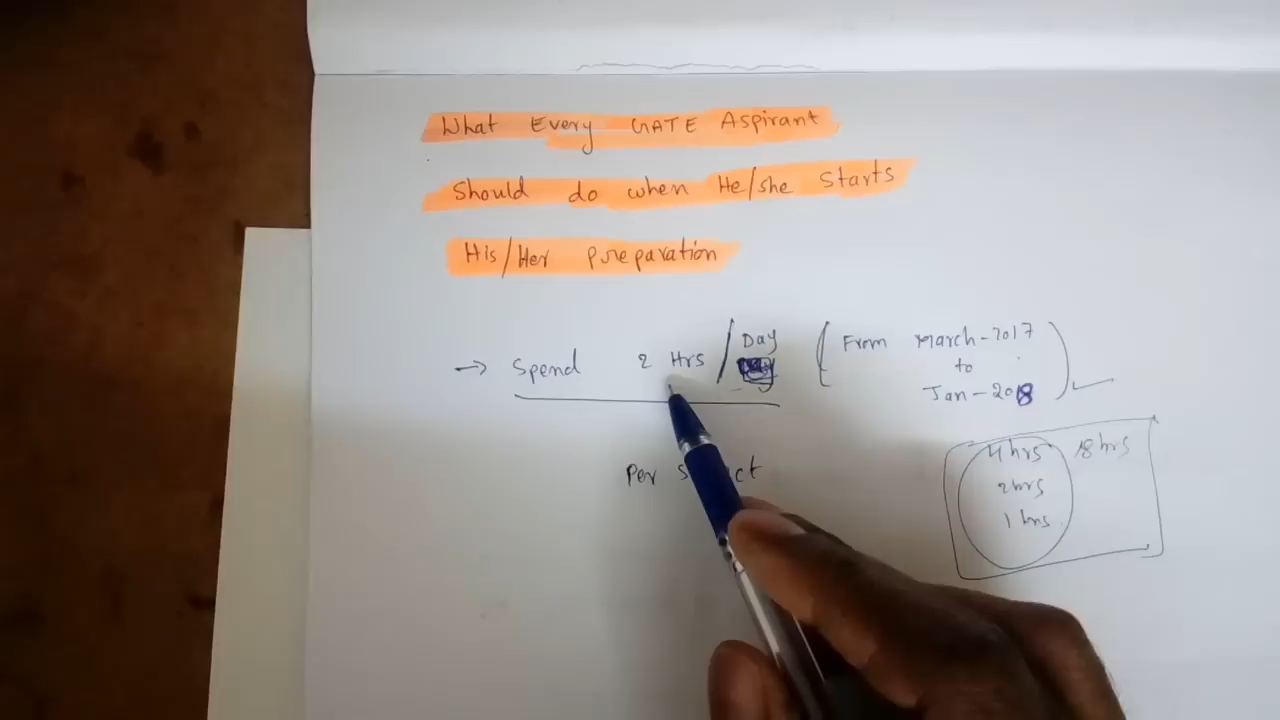 What Every GATE Aspirant
Should do when He/she Starts
His/Her preparation
→ Spend 2 Hrs / Day
(From March-2017
to
Jan-2018)
4 hrs 18 hrs
2 hrs
1 hrs
Per